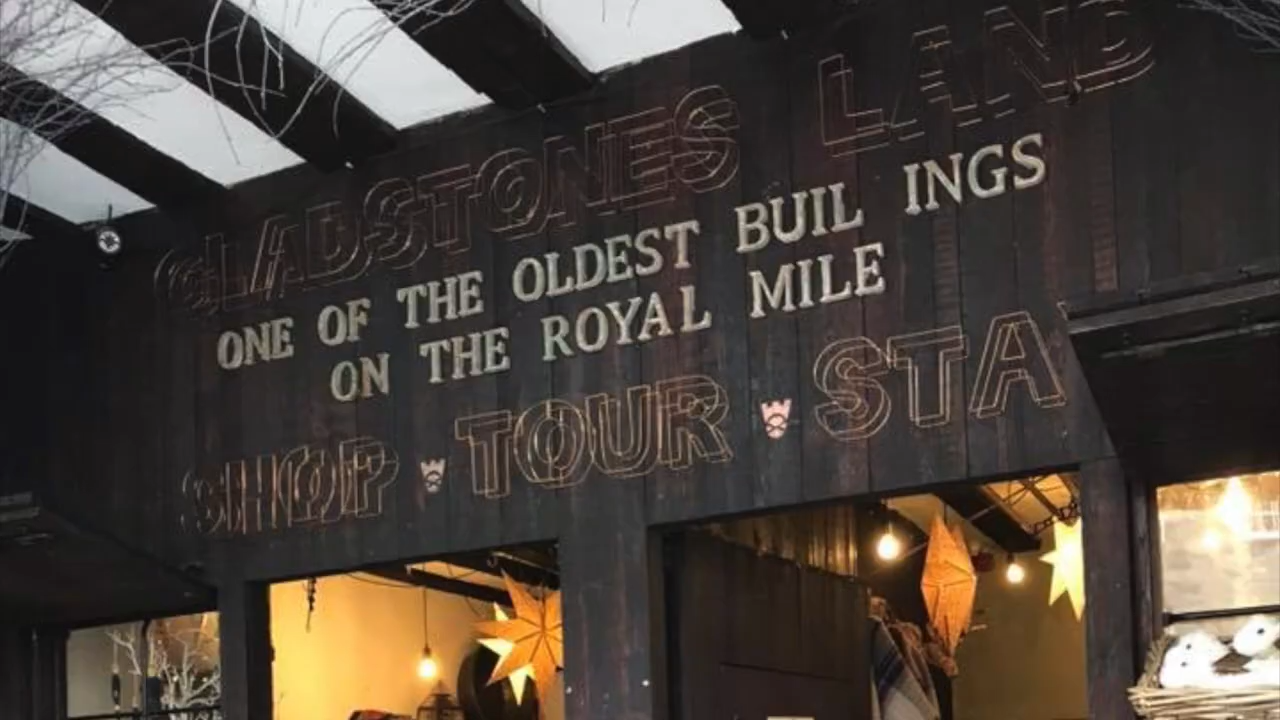 GLADSTONES LAND
ONE OF THE OLDEST BUIL INGS
ON THE ROYAL MILE
SHOP TOUR STA